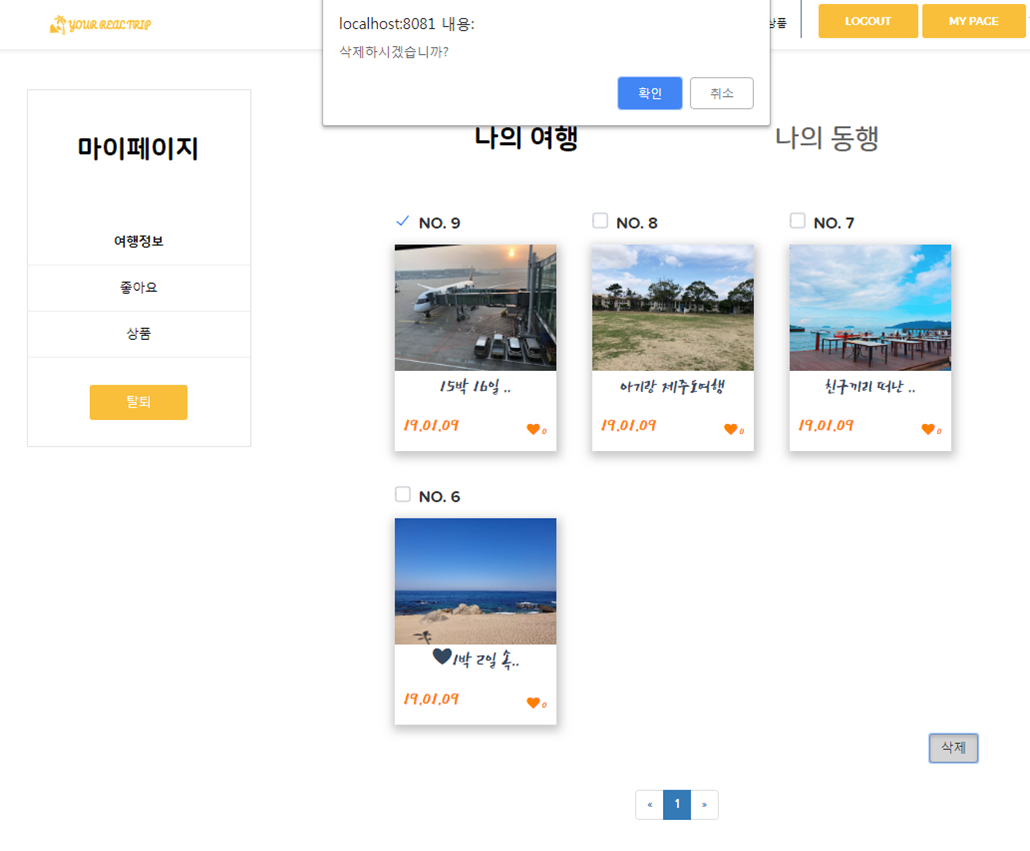 YOUR REAL TRIP
localhost:8081 내용:
삭제하시겠습니까?
확인
취소
상품
LOGOUT
MY PAGE
마이페이지
여행정보
좋아요
상품
탈퇴
나의 여행
나의 동행
NO. 9
NO. 8
NO. 7
15박 16일 ..
아기랑 제주도여행
친구끼리 떠난 ..
19.01.09
0
19.01.09
0
19.01.09
0
NO. 6
1박 2일 속..
19.01.09
0
삭제
« 1 »